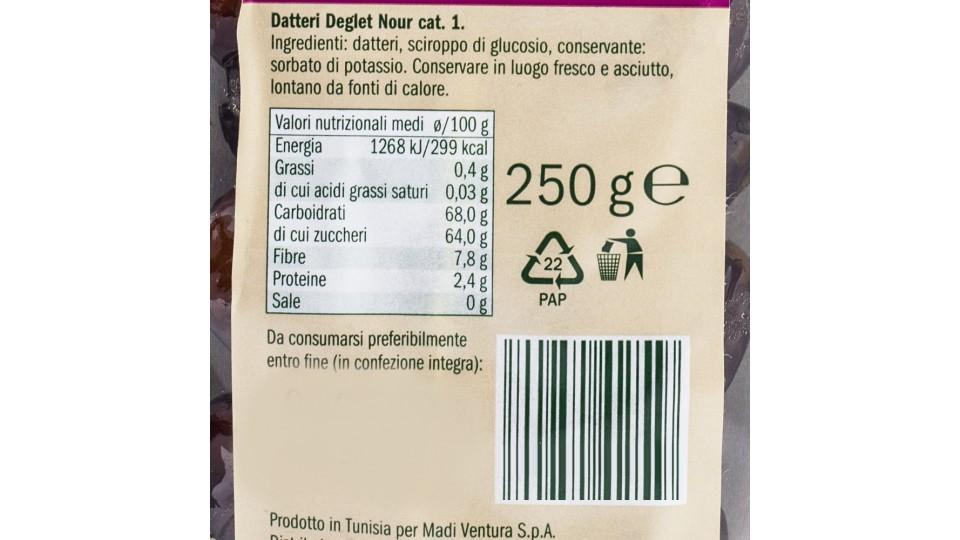 Datteri Deglet Nour cat. 1.
Ingredienti: datteri, sciroppo di glucosio, conservante:
sorbato di potassio. Conservare in luogo fresco e asciutto,
lontano da fonti di calore.
Valori nutrizionali medi ø/100 g
Energia 1268 kJ/299 kcal
Grassi 0,4 g
di cui acidi grassi saturi 0,03 g
Carboidrati 68,0 g
di cui zuccheri 64,0 g
Fibre 7,8 g
Proteine 2,4 g
Sale 0 g
250 g ℮
22
PAP
Da consumarsi preferibilmente
entro fine (in confezione integra):
Prodotto in Tunisia per Madi Ventura S.p.A.